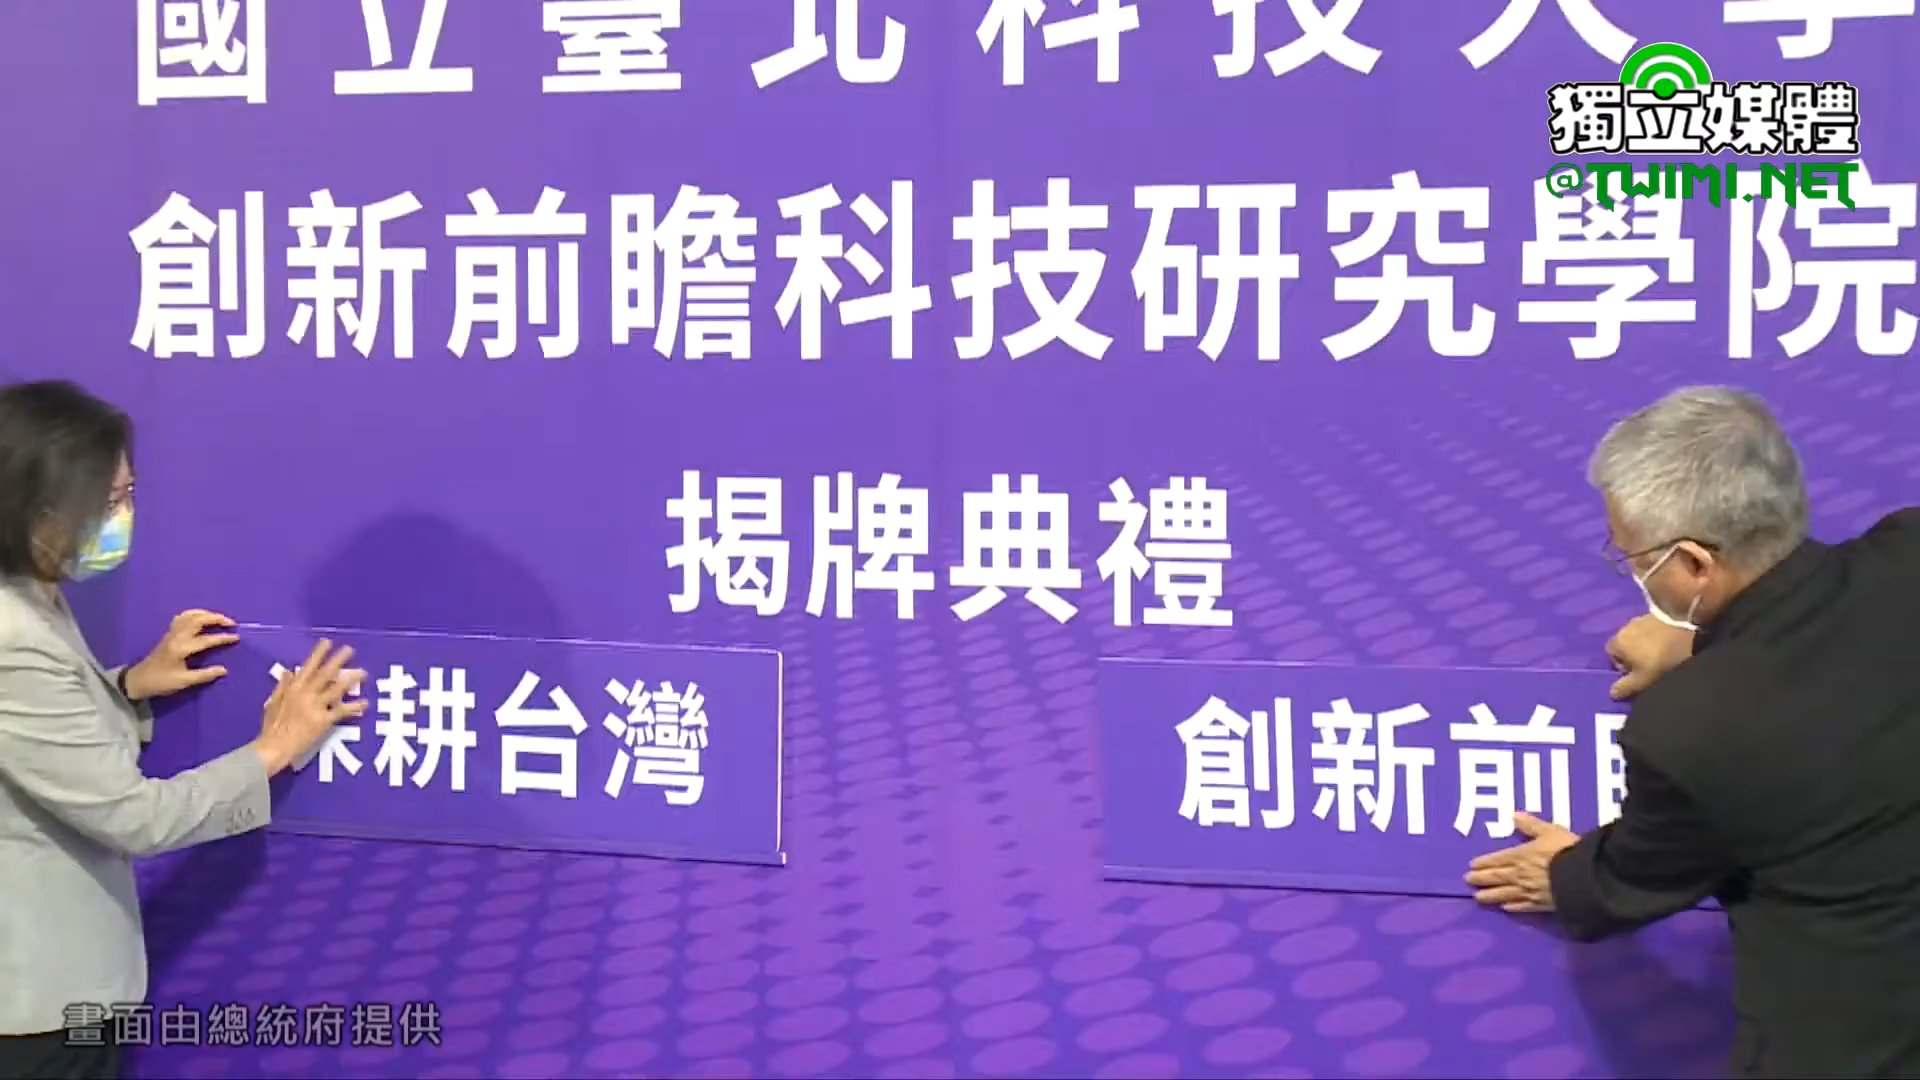 國立臺北科技大學
獨立媒體
@TWIMI.NET
創新前瞻科技研究學院
揭牌典禮
深耕台灣
創新前
畫面由總統府提供